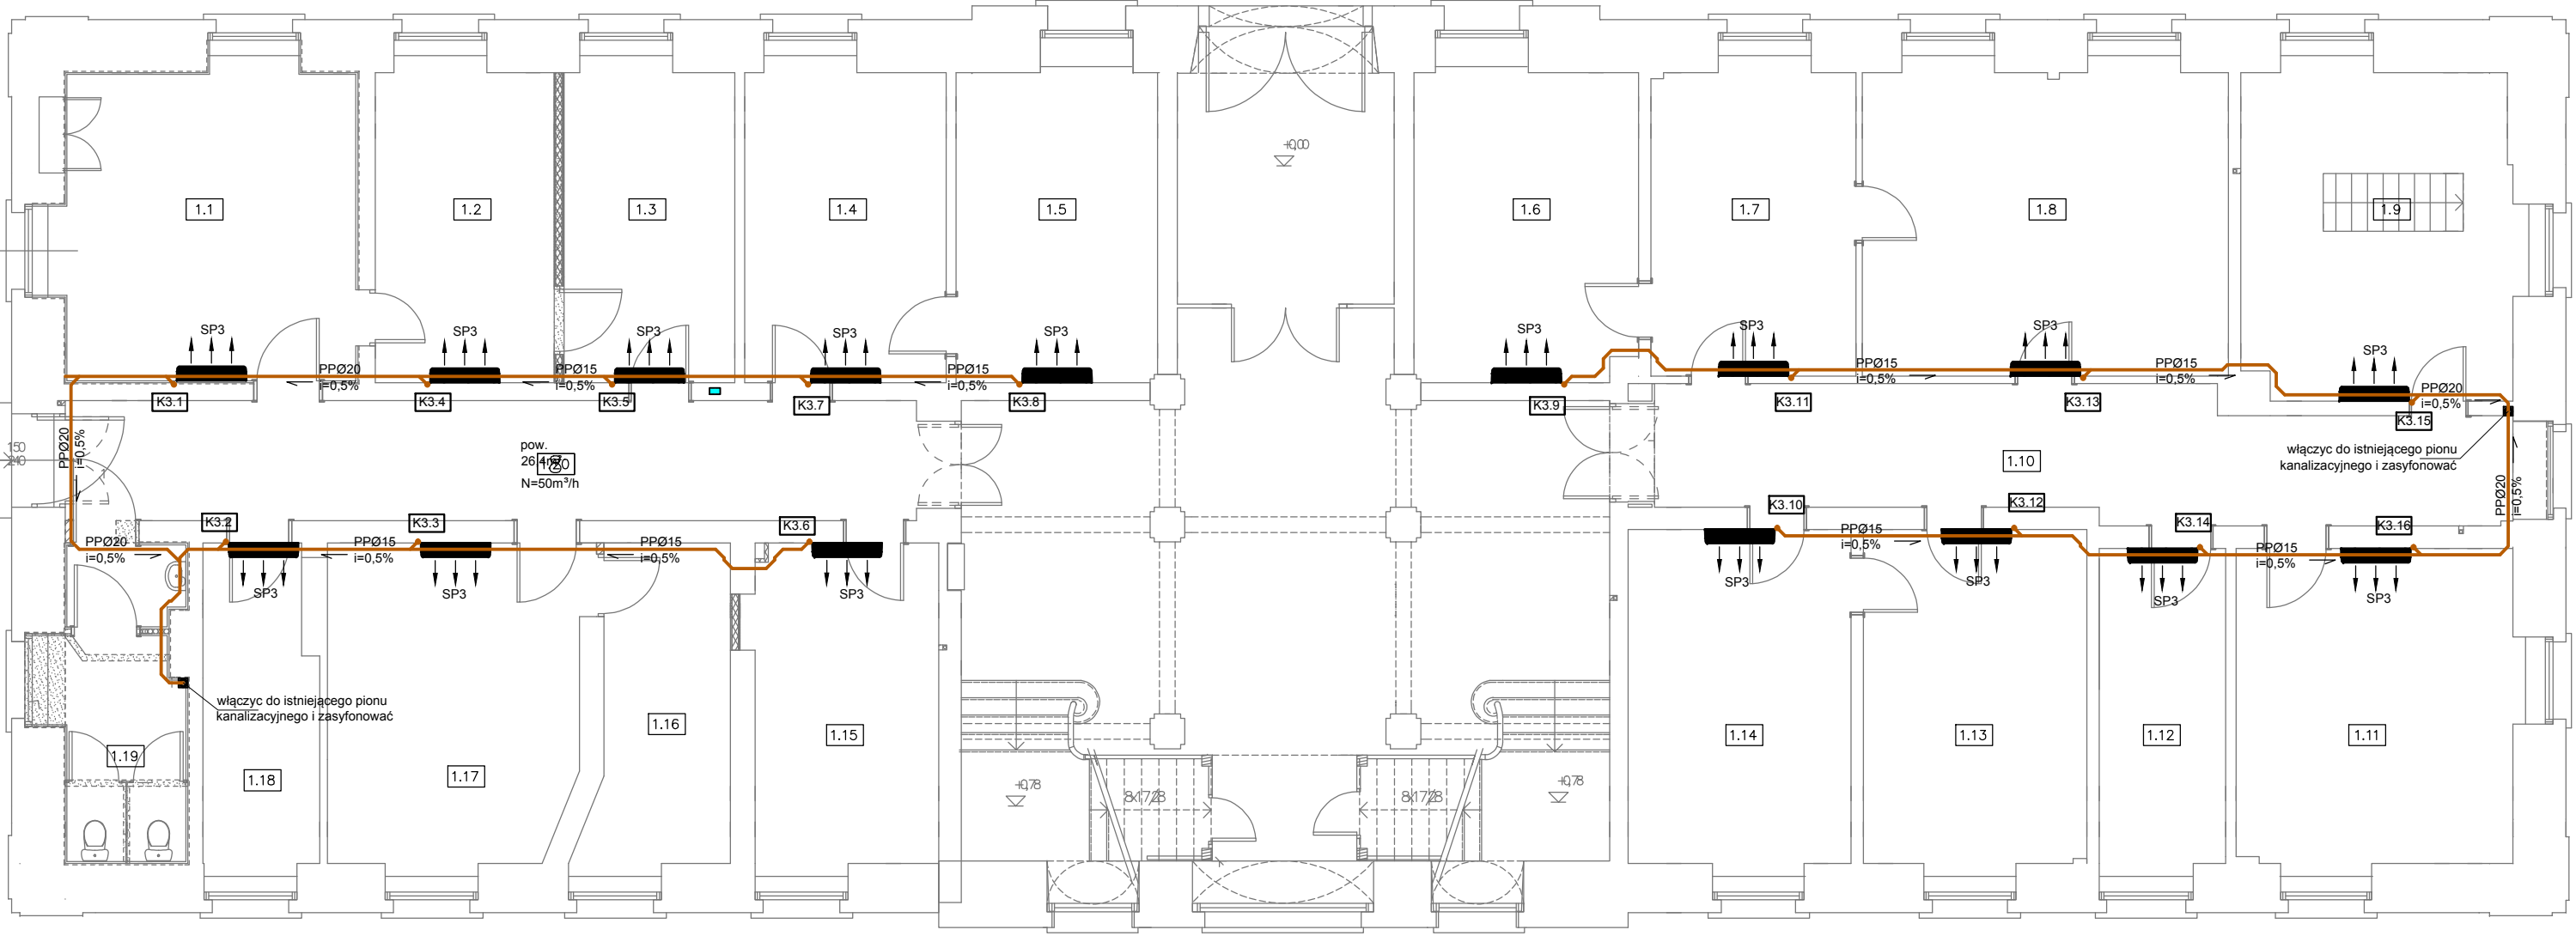 +0,00
1.1
1.2
1.3
1.4
1.5
1.6
1.7
1.8
1.9
SP3
SP3
SP3
SP3
SP3
SP3
SP3
SP3
SP3
PPØ20
i=0,5%
PPØ15
i=0,5%
PPØ15
i=0,5%
PPØ15
i=0,5%
PPØ15
i=0,5%
PPØ20
i=0,5%
K3.1
K3.4
K3.5
K3.7
K3.8
K3.9
K3.11
K3.13
K3.15
150
240
PPØ20
i=0,5%
pow.
N=50m³/h
1.10
włączyc do istniejącego pionu
kanalizacyjnego i zasyfonować
PPØ20
i=0,5%
K3.2
K3.3
K3.6
K3.10
K3.12
K3.14
K3.16
PPØ20
i=0,5%
PPØ15
i=0,5%
PPØ15
i=0,5%
PPØ15
i=0,5%
PPØ15
i=0,5%
SP3
SP3
SP3
SP3
SP3
SP3
SP3
włączyc do istniejącego pionu
kanalizacyjnego i zasyfonować
1.19
1.18
1.17
1.16
1.15
1.14
1.13
1.12
1.11
+0,78
+0,78
8x17/28
8x17/28